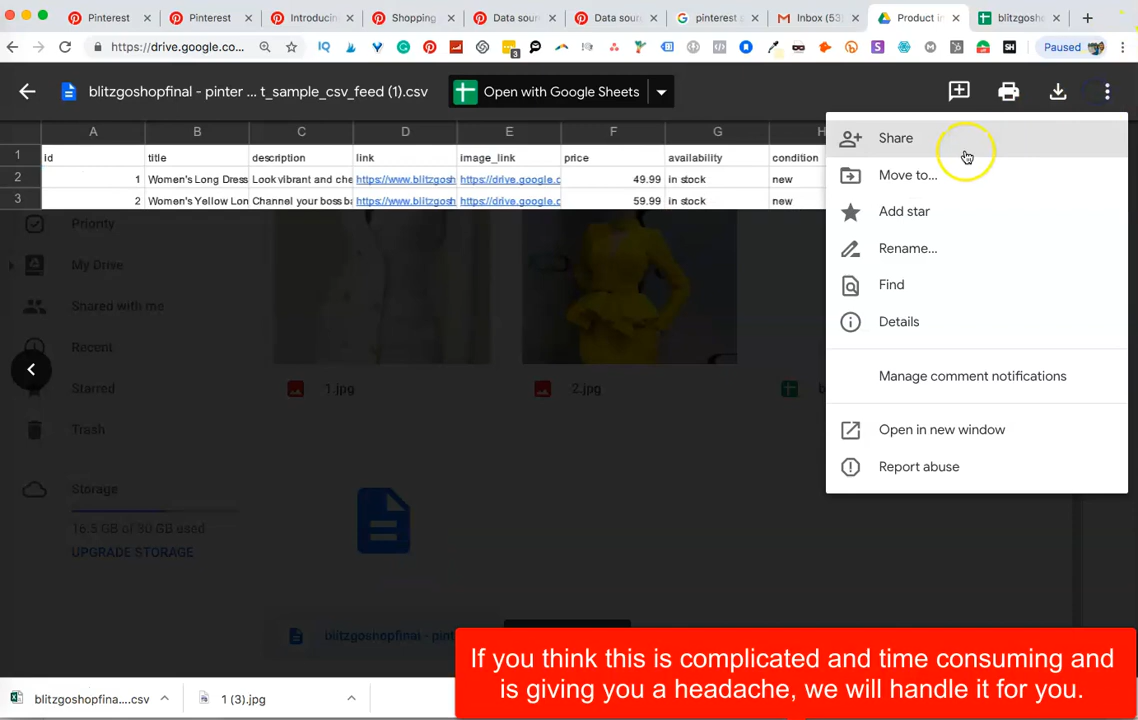 Pinterest
Pinterest
Introducin
Shopping
Data sour
Data sour
pinterest a
Inbox (53)
Product in
blitzgosho
https://drive.google.co...
Paused
blitzgoshopfinal - pinter ... t_sample_csv_feed (1).csv
Open with Google Sheets
A B C D E F G H
1 id title description link image_link price availability condition
2 1 Women's Long Dress Look vibrant and che https://www.blitzgosh https://drive.google.c 49.99 in stock new
3 2 Women's Yellow Lon Channel your boss ba https://www.blitzgosh https://drive.google.c 59.99 in stock new
Share
Move to...
Add star
Rename...
Find
Details
Manage comment notifications
Open in new window
Report abuse
Priority
My Drive
Shared with me
Recent
Starred
Trash
Storage
16.5 GB of 30 GB used
UPGRADE STORAGE
1.jpg
2.jpg
blitzgoshopfinal - pint
If you think this is complicated and time consuming and
is giving you a headache, we will handle it for you.
blitzgoshopfina....csv
1 (3).jpg